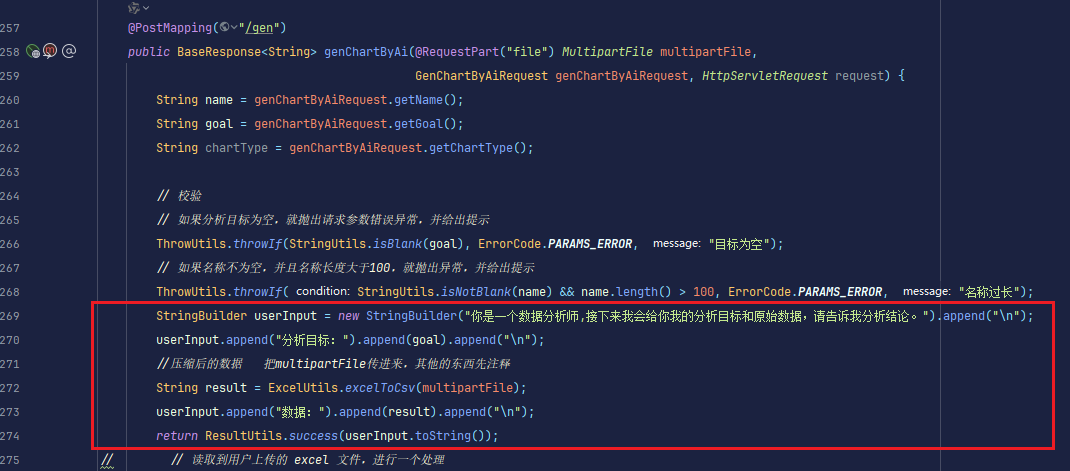 257 @PostMapping("/gen")
258 public BaseResponse<String> genChartByAi(@RequestPart("file") MultipartFile multipartFile,
259 GenChartByAiRequest genChartByAiRequest, HttpServletRequest request) {
260 String name = genChartByAiRequest.getName();
261 String goal = genChartByAiRequest.getGoal();
262 String chartType = genChartByAiRequest.getChartType();
263
264 // 校验
265 // 如果分析目标为空，就抛出请求参数错误异常，并给出提示
266 ThrowUtils.throwIf(StringUtils.isBlank(goal), ErrorCode.PARAMS_ERROR, message: "目标为空");
267 // 如果名称不为空，并且名称长度大于100，就抛出异常，并给出提示
268 ThrowUtils.throwIf( condition: StringUtils.isNotBlank(name) && name.length() > 100, ErrorCode.PARAMS_ERROR, message: "名称过长");
269 StringBuilder userInput = new StringBuilder("你是一个数据分析师,接下来我会给你我的分析目标和原始数据，请告诉我分析结论。").append("\n");
270 userInput.append("分析目标：").append(goal).append("\n");
271 //压缩后的数据 把multipartFile传进来，其他的东西先注释
272 String result = ExcelUtils.excelToCsv(multipartFile);
273 userInput.append("数据：").append(result).append("\n");
274 return ResultUtils.success(userInput.toString());
275 // // 读取到用户上传的 excel 文件，进行一个处理